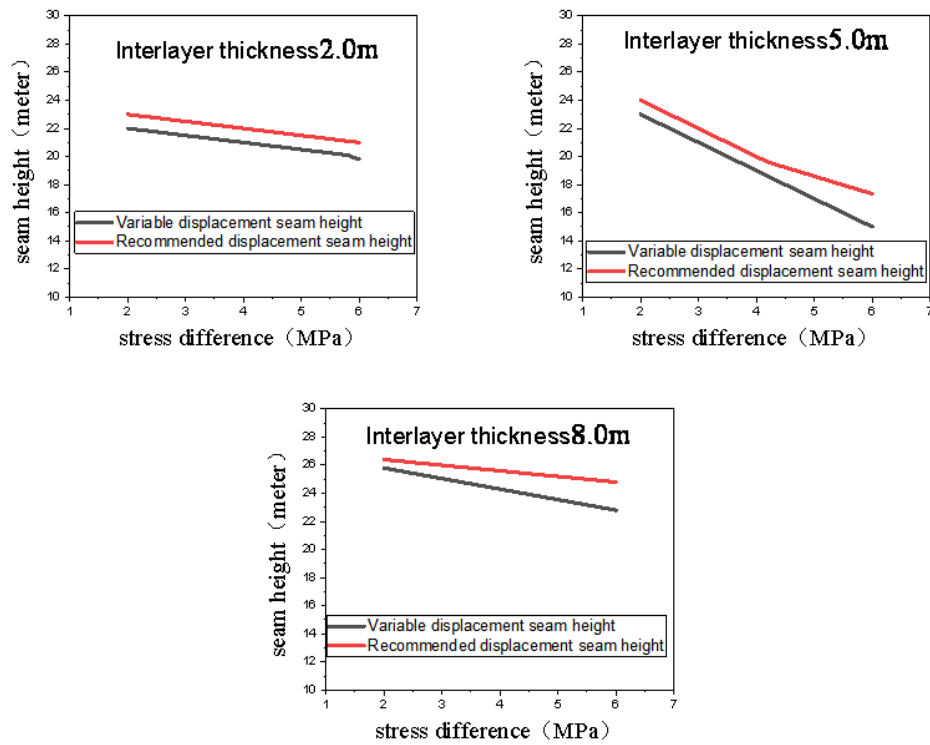 Interlayer thickness2.0m
seam height（meter）
30
28
26
24
22
20
18
16
14
12
10
Variable displacement seam height
Recommended displacement seam height
1 2 3 4 5 6 7
stress difference（MPa）
Interlayer thickness5.0m
seam height（meter）
30
28
26
24
22
20
18
16
14
12
10
Variable displacement seam height
Recommended displacement seam height
1 2 3 4 5 6 7
stress difference（MPa）
Interlayer thickness8.0m
seam height（meter）
30
28
26
24
22
20
18
16
14
12
10
Variable displacement seam height
Recommended displacement seam height
1 2 3 4 5 6 7
stress difference（MPa）